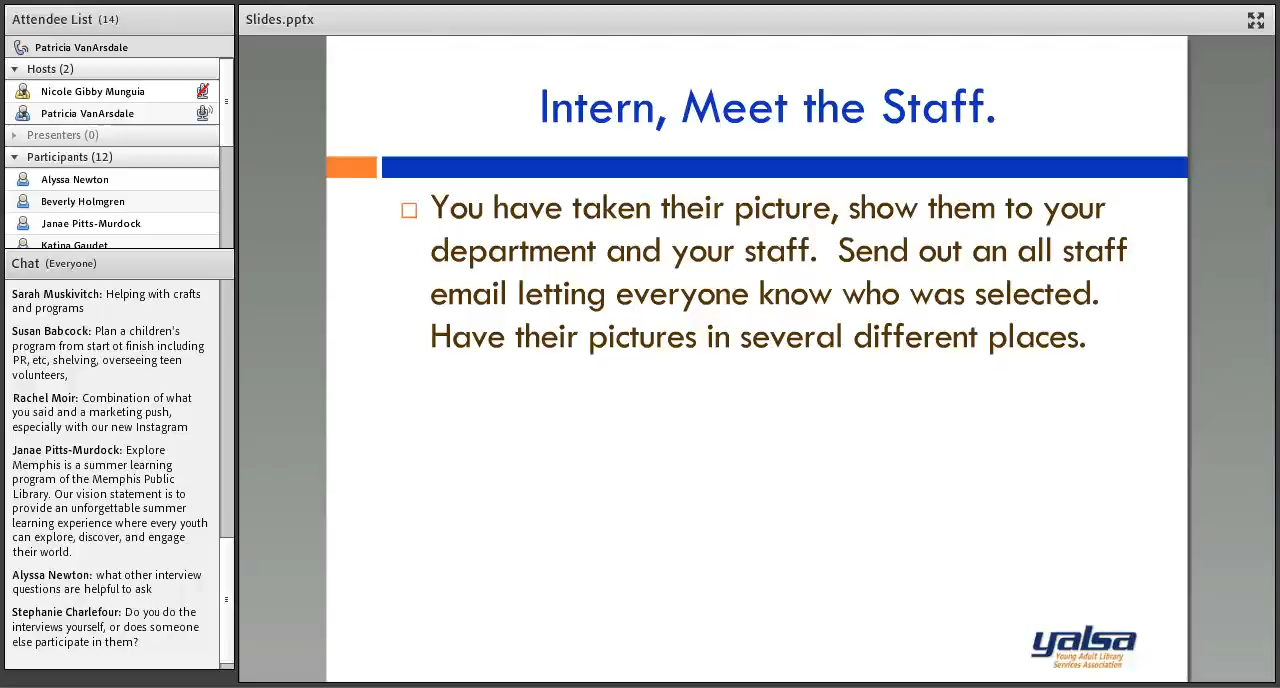 Attendee List (14)
Patricia VanArsdale
Hosts (2)
Nicole Gibby Munguia
Patricia VanArsdale
Presenters (0)
Participants (12)
Alyssa Newton
Beverly Holmgren
Janae Pitts-Murdock
Katina Gaudet
Chat (Everyone)
Sarah Muskivitch: Helping with crafts
and programs
Susan Babcock: Plan a children's
program from start ot finish including
PR, etc, shelving, overseeing teen
volunteers,
Rachel Moir: Combination of what
you said and a marketing push,
especially with our new Instagram
Janae Pitts-Murdock: Explore
Memphis is a summer learning
program of the Memphis Public
Library. Our vision statement is to
provide an unforgettable summer
learning experience where every youth
can explore, discover, and engage
their world.
Alyssa Newton: what other interview
questions are helpful to ask
Stephanie Charlefour: Do you do the
interviews yourself, or does someone
else participate in them?
Slides.pptx
Intern, Meet the Staff.
You have taken their picture, show them to your
department and your staff.  Send out an all staff
email letting everyone know who was selected.
Have their pictures in several different places.
yalsa
Young Adult Library
Services Association